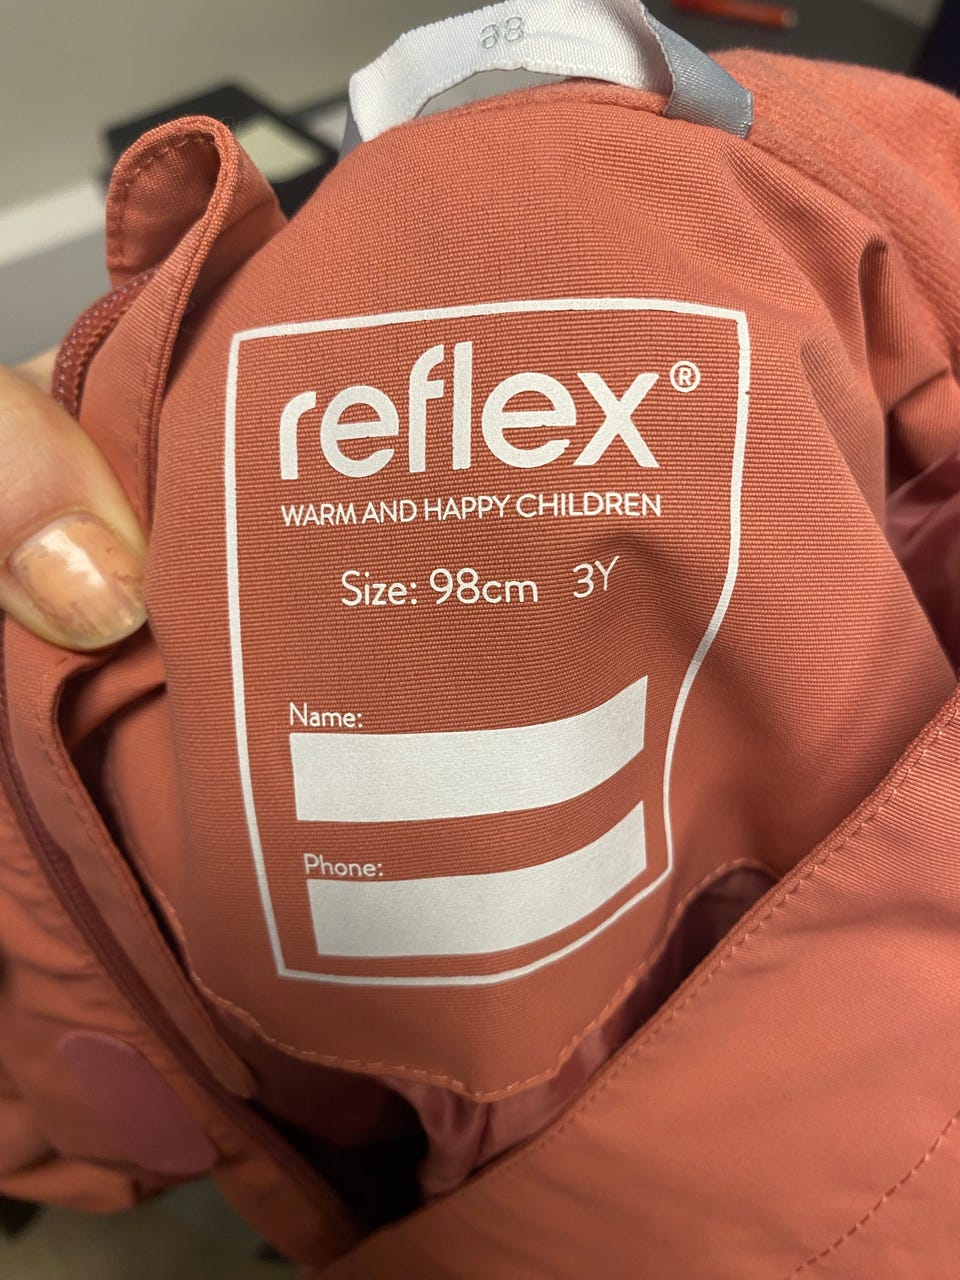 98
reflex®
WARM AND HAPPY CHILDREN
Size: 98cm 3Y
Name:
Phone: